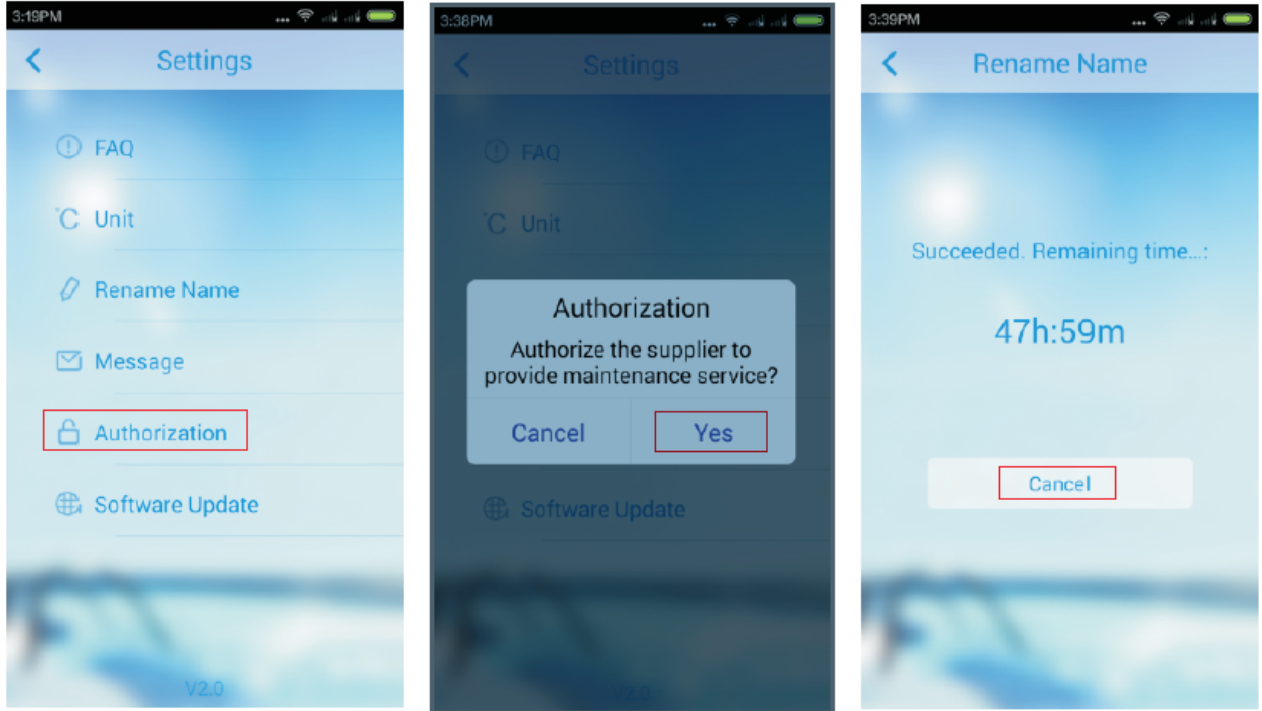 3:19PM
Settings
FAQ
°C Unit
Rename Name
Message
Authorization
Software Update
V2.0
3:38PM
Settings
FAQ
°C Unit
Authorization
Authorize the supplier to
provide maintenance service?
Cancel Yes
Software Update
V2.0
3:39PM
Rename Name
Succeeded. Remaining time...:
47h:59m
Cancel